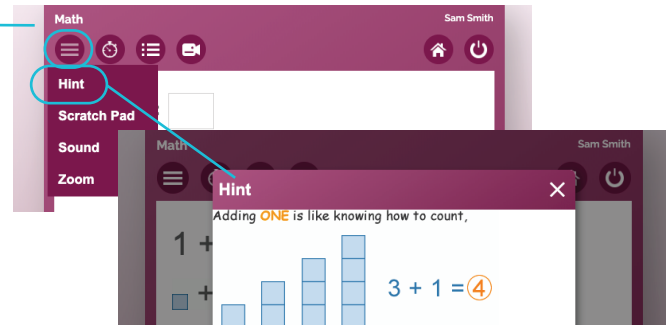 Math
Sam Smith
Hint
Scratch Pad
Sound
Zoom
Math
Sam Smith
Hint
Adding ONE is like knowing how to count,
1 +
3 + 1 = 4
+